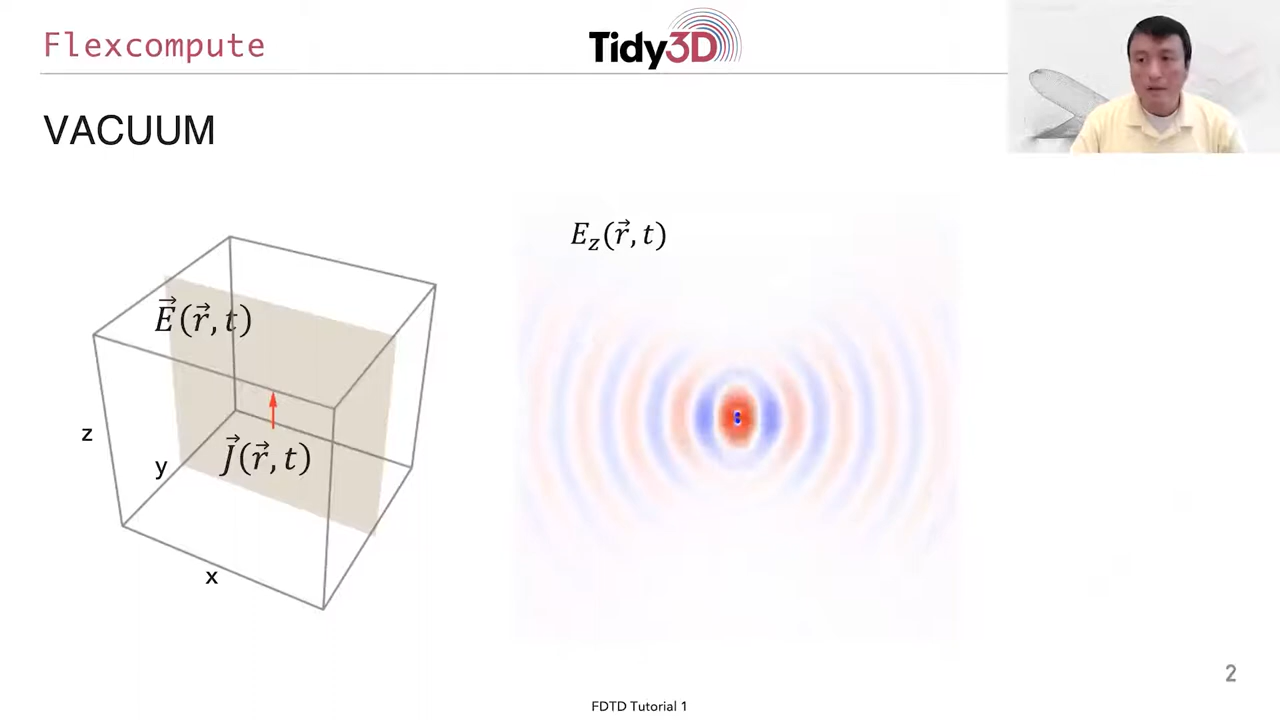 Flexcompute
Tidy3D
VACUUM
E⃗(r⃗, t)
J⃗(r⃗, t)
z
y
x
E_z(r⃗, t)
2
FDTD Tutorial 1